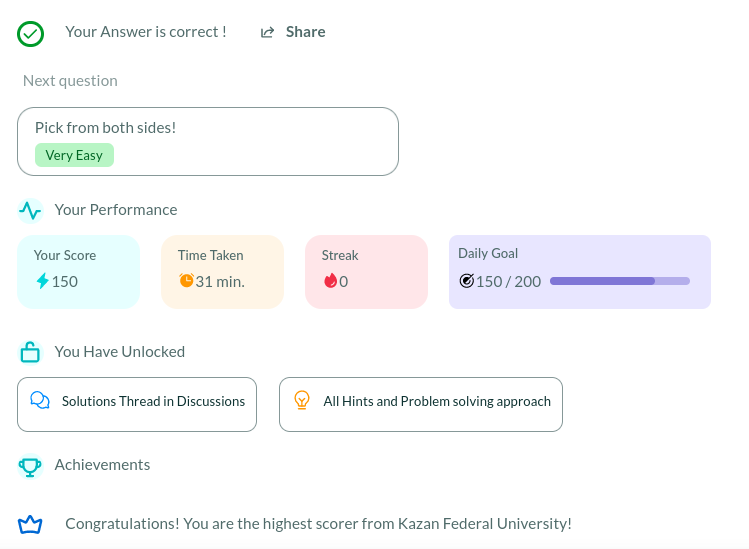 Your Answer is correct ! Share
Next question
Pick from both sides!
Very Easy
Your Performance
Your Score Time Taken Streak Daily Goal
150 31 min. 0 150 / 200
You Have Unlocked
Solutions Thread in Discussions All Hints and Problem solving approach
Achievements
Congratulations! You are the highest scorer from Kazan Federal University!